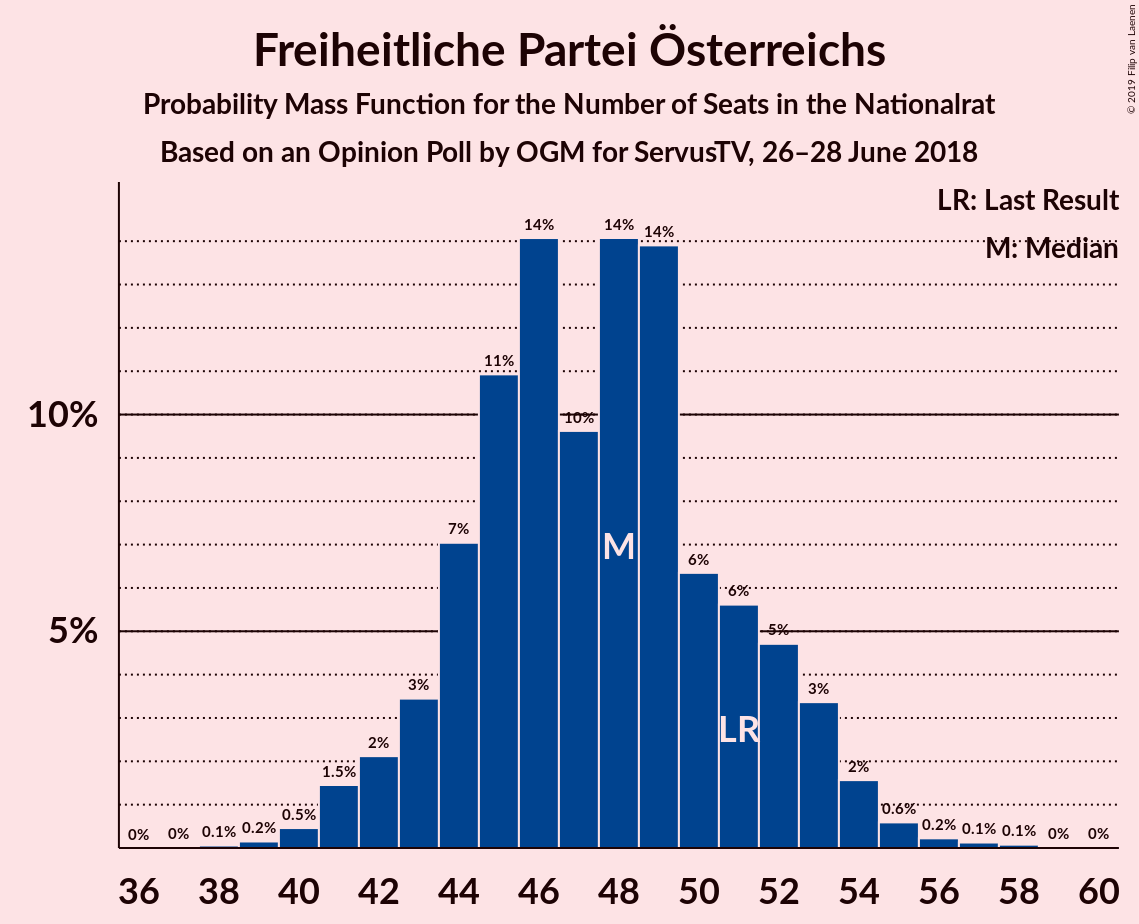 Freiheitliche Partei Österreichs
Probability Mass Function for the Number of Seats in the Nationalrat
Based on an Opinion Poll by OGM for ServusTV, 26–28 June 2018
© 2019 Filip van Laenen
LR: Last Result
M: Median
10%
5%
0% 0% 0.1% 0.2% 0.5% 1.5% 2% 3% 7% 11% 14% 10% 14% 14% 6% 6% 5% 3% 2% 0.6% 0.2% 0.1% 0.1% 0% 0%
M
LR
36 38 40 42 44 46 48 50 52 54 56 58 60